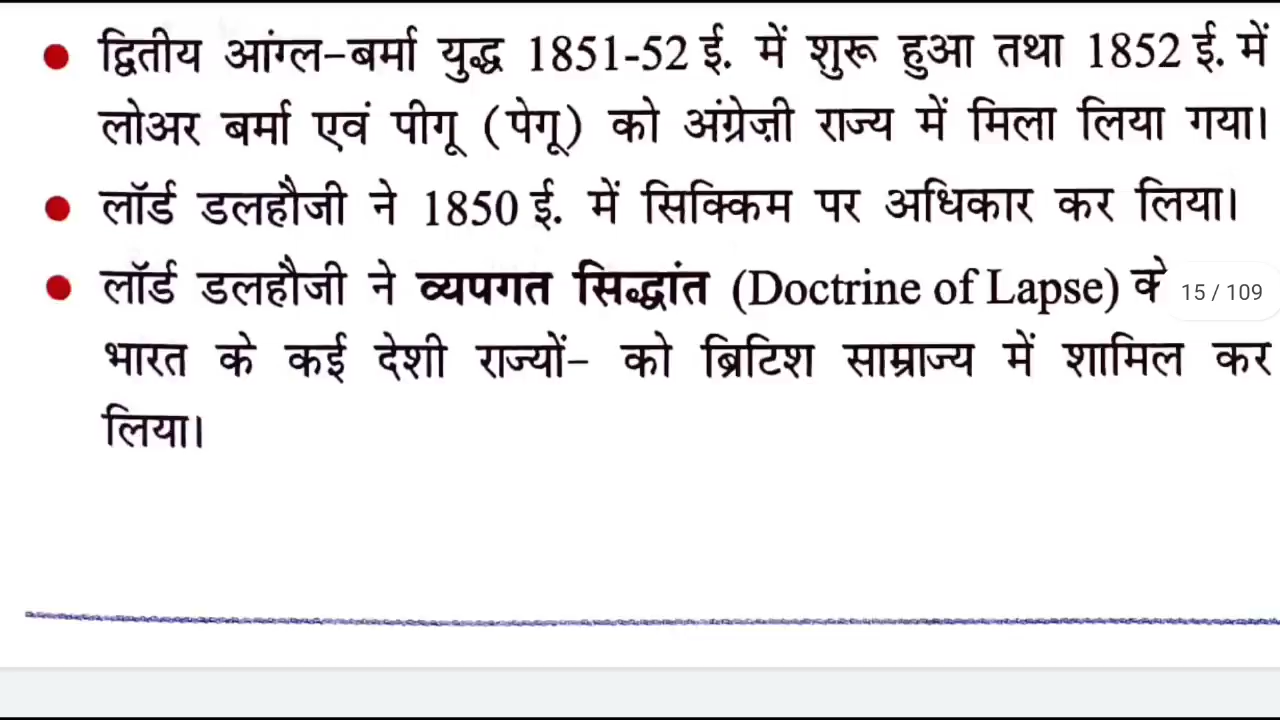 ● द्वितीय आंग्ल-बर्मा युद्ध 1851-52 ई. में शुरू हुआ तथा 1852 ई. में
लोअर बर्मा एवं पीगू (पेगू) को अंग्रेज़ी राज्य में मिला लिया गया।
● लॉर्ड डलहौजी ने 1850 ई. में सिक्किम पर अधिकार कर लिया।
● लॉर्ड डलहौजी ने व्यपगत सिद्धांत (Doctrine of Lapse) के 15 / 109
भारत के कई देशी राज्यों- को ब्रिटिश साम्राज्य में शामिल कर
लिया।